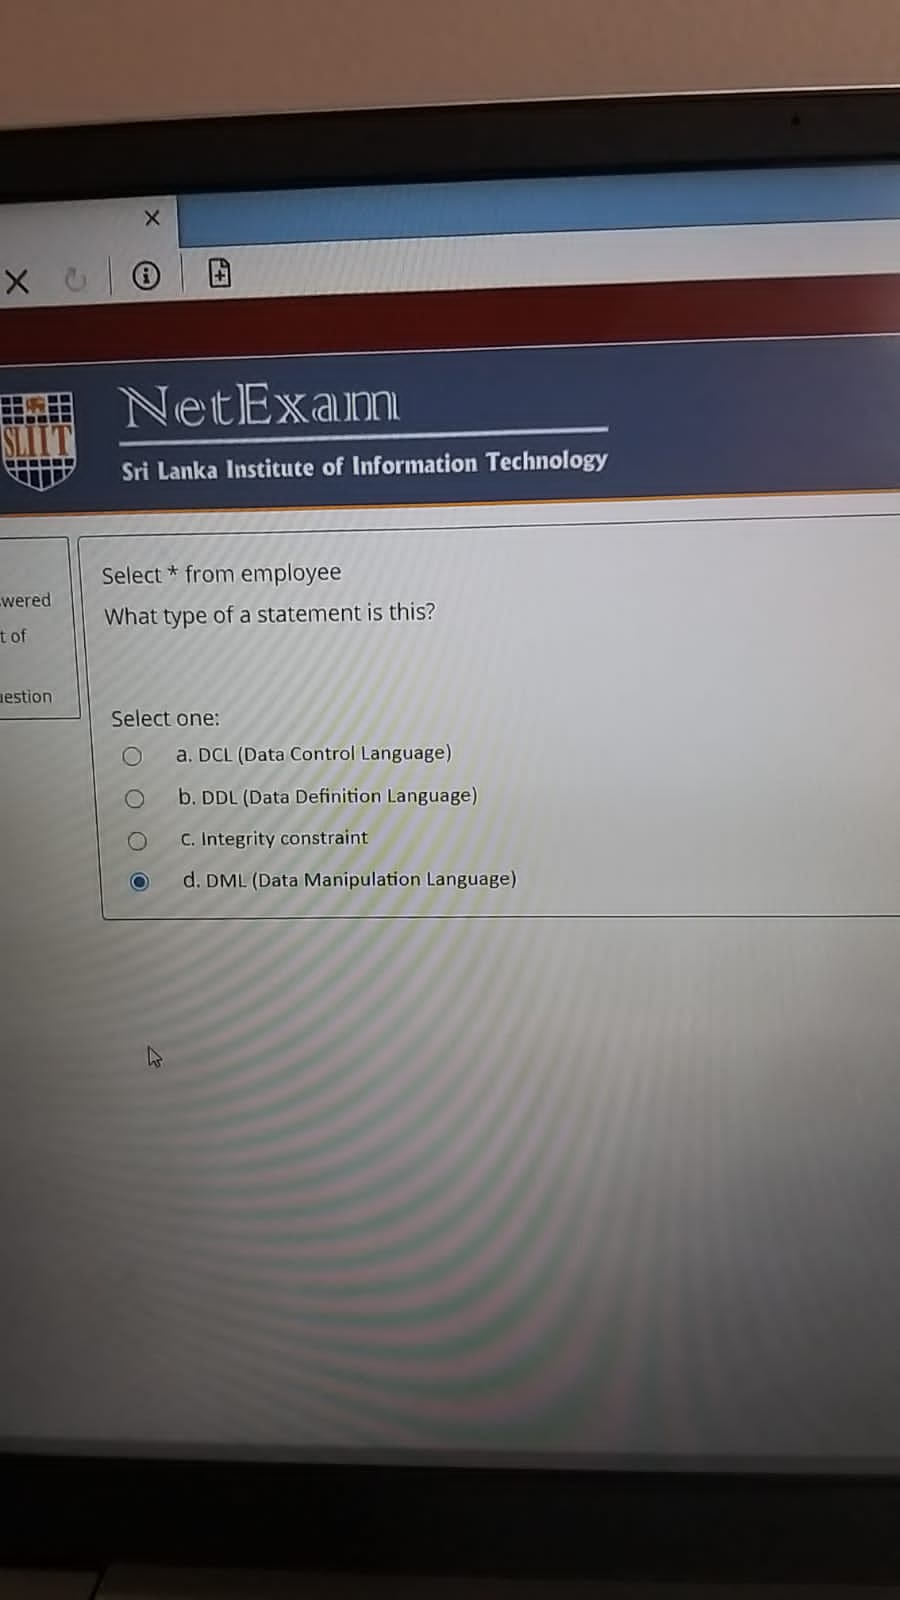 SLIIT
NetExam
Sri Lanka Institute of Information Technology
wered
t of
estion
Select * from employee
What type of a statement is this?
Select one:
a. DCL (Data Control Language)
b. DDL (Data Definition Language)
c. Integrity constraint
d. DML (Data Manipulation Language)